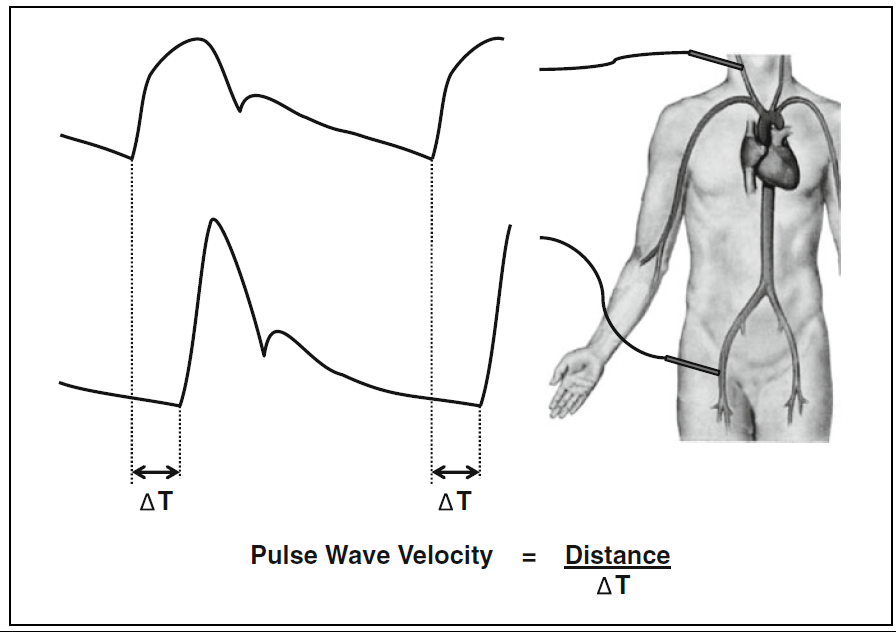 ΔT ΔT
Pulse Wave Velocity = Distance
ΔT